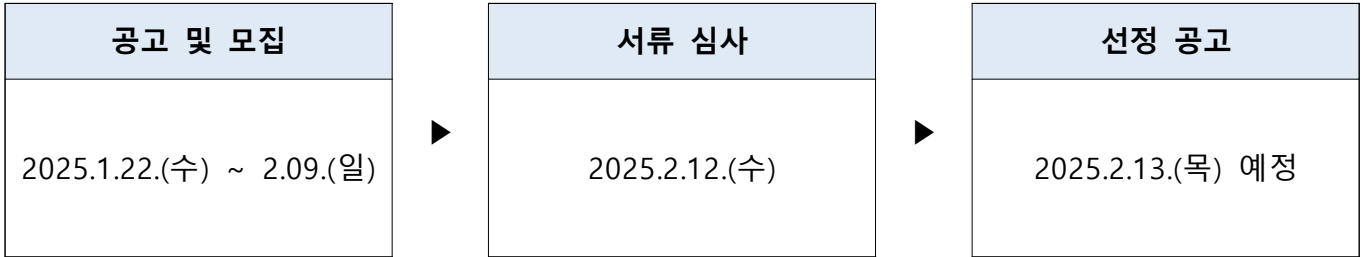 공고 및 모집
2025.1.22.(수) ~ 2.09.(일)
▶
서류 심사
2025.2.12.(수)
▶
선정 공고
2025.2.13.(목) 예정